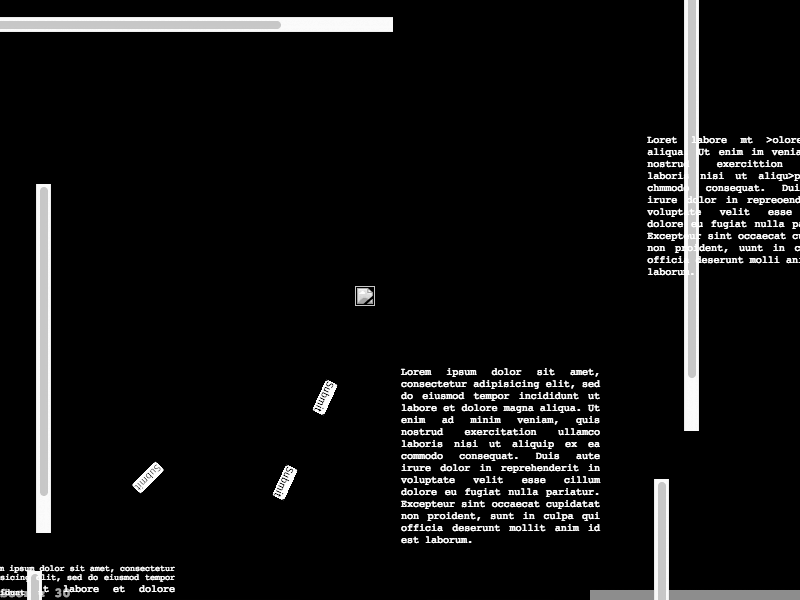 Loret labore mt >olore
aliqua Ut enim im venia
nostrud exercittion
laboris nisi ut aliqu>p
chmmodo consequat. Dui
irure dolor in repreoend
voluptate velit esse
dolore eu fugiat nulla pa
Excepteur sint occaecat cu
non proident, uunt in c
officia deserunt molli ani
laborum.
Lorem ipsum dolor sit amet,
consectetur adipisicing elit, sed
do eiusmod tempor incididunt ut
labore et dolore magna aliqua. Ut
enim ad minim veniam, quis
nostrud exercitation ullamco
laboris nisi ut aliquip ex ea
commodo consequat. Duis aute
irure dolor in reprehenderit in
voluptate velit esse cillum
dolore eu fugiat nulla pariatur.
Excepteur sint occaecat cupidatat
non proident, sunt in culpa qui
officia deserunt mollit anim id
est laborum.
Submit
Submit
Submit
m ipsum dolor sit amet, consectetur
sicing elit, sed do eiusmod tempor
t labore et dolore
30